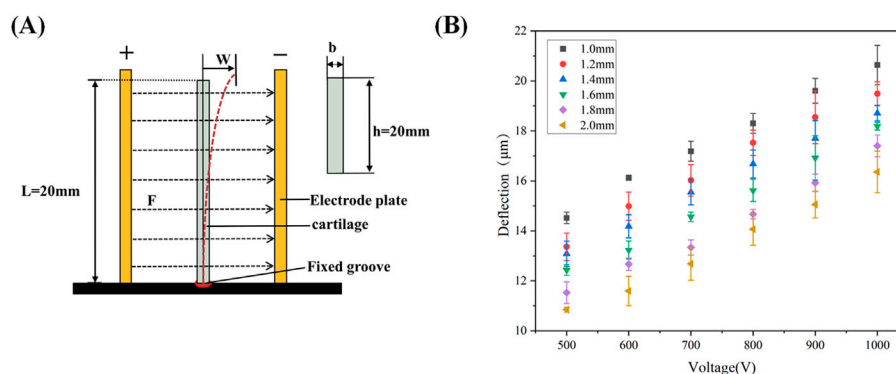 (A)
+
W
−
b
h=20mm
L=20mm
F
Electrode plate
cartilage
Fixed groove
(B)
22
20
18
16
14
12
10
Deflection (μm)
1.0mm
1.2mm
1.4mm
1.6mm
1.8mm
2.0mm
500 600 700 800 900 1000
Voltage(V)